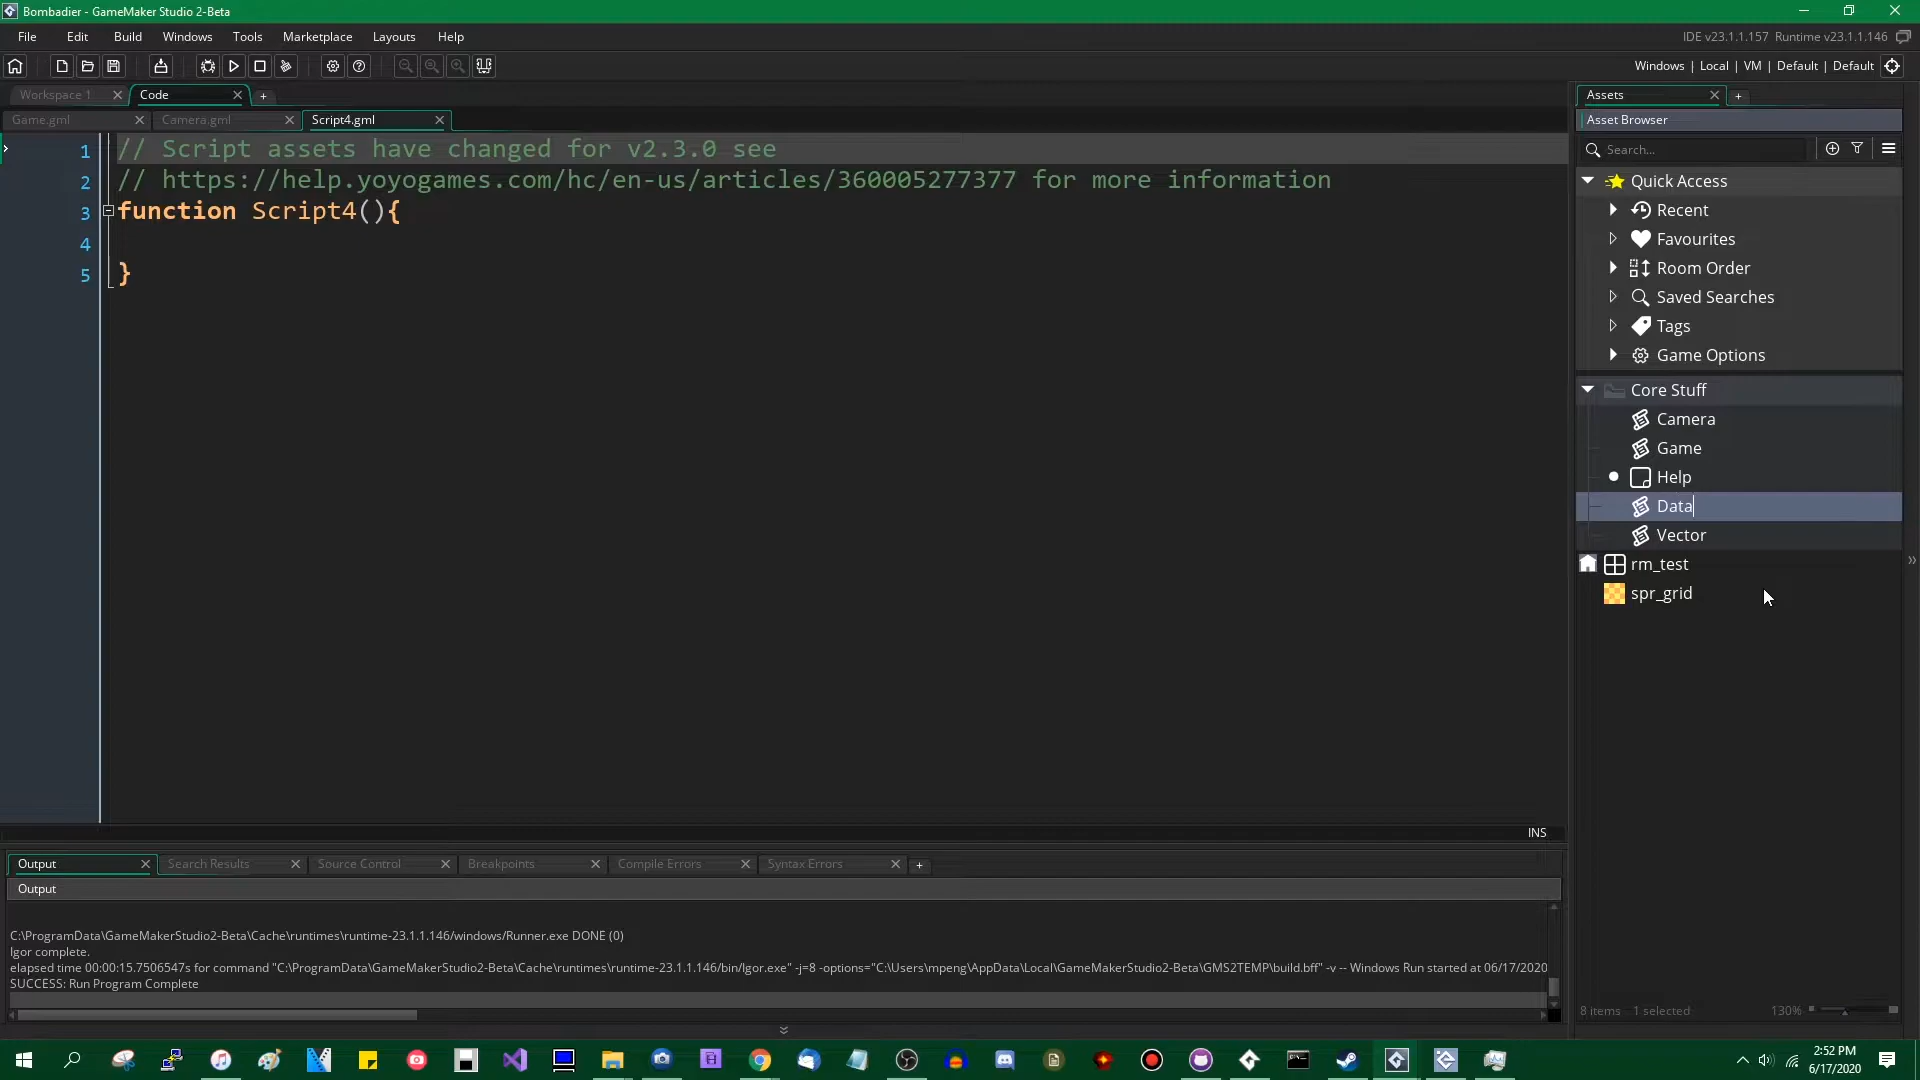 Bombadier - GameMaker Studio 2-Beta
File Edit Build Windows Tools Marketplace Layouts Help
IDE v23.1.1.157 Runtime v23.1.1.146
Windows | Local | VM | Default | Default
Workspace 1
Code
Game.gml
Camera.gml
Script4.gml
1 // Script assets have changed for v2.3.0 see
2 // https://help.yoyogames.com/hc/en-us/articles/360005277377 for more information
3 function Script4(){
4
5 }
INS
Assets
Asset Browser
Search...
Quick Access
Recent
Favourites
Room Order
Saved Searches
Tags
Game Options
Core Stuff
Camera
Game
Help
Data
Vector
rm_test
spr_grid
8 items 1 selected 130%
Output
Search Results
Source Control
Breakpoints
Compile Errors
Syntax Errors
Output
C:\ProgramData\GameMakerStudio2-Beta\Cache\runtimes\runtime-23.1.1.146/windows/Runner.exe DONE (0)
Igor complete.
elapsed time 00:00:15.7506547s for command "C:\ProgramData\GameMakerStudio2-Beta\Cache\runtimes\runtime-23.1.1.146/bin/Igor.exe" -j=8 -options="C:\Users\mpeng\AppData\Local\GameMakerStudio2-Beta\GMS2TEMP\build.bff" -v -- Windows Run started at 06/17/2020
SUCCESS: Run Program Complete
2:52 PM
6/17/2020